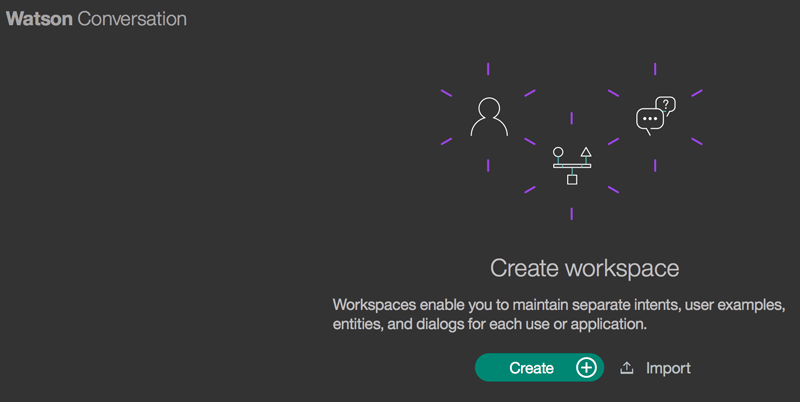 Watson Conversation
?
Create workspace
Workspaces enable you to maintain separate intents, user examples,
entities, and dialogs for each use or application.
Create
Import